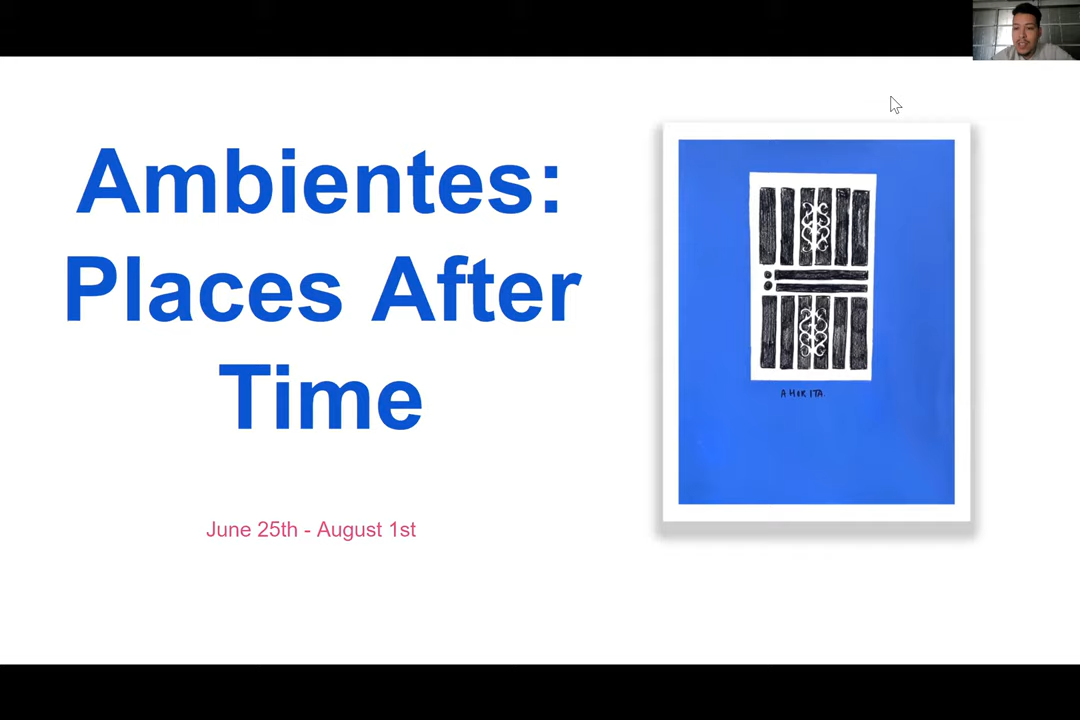 Ambientes:
Places After
Time
June 25th - August 1st
AHORITA.